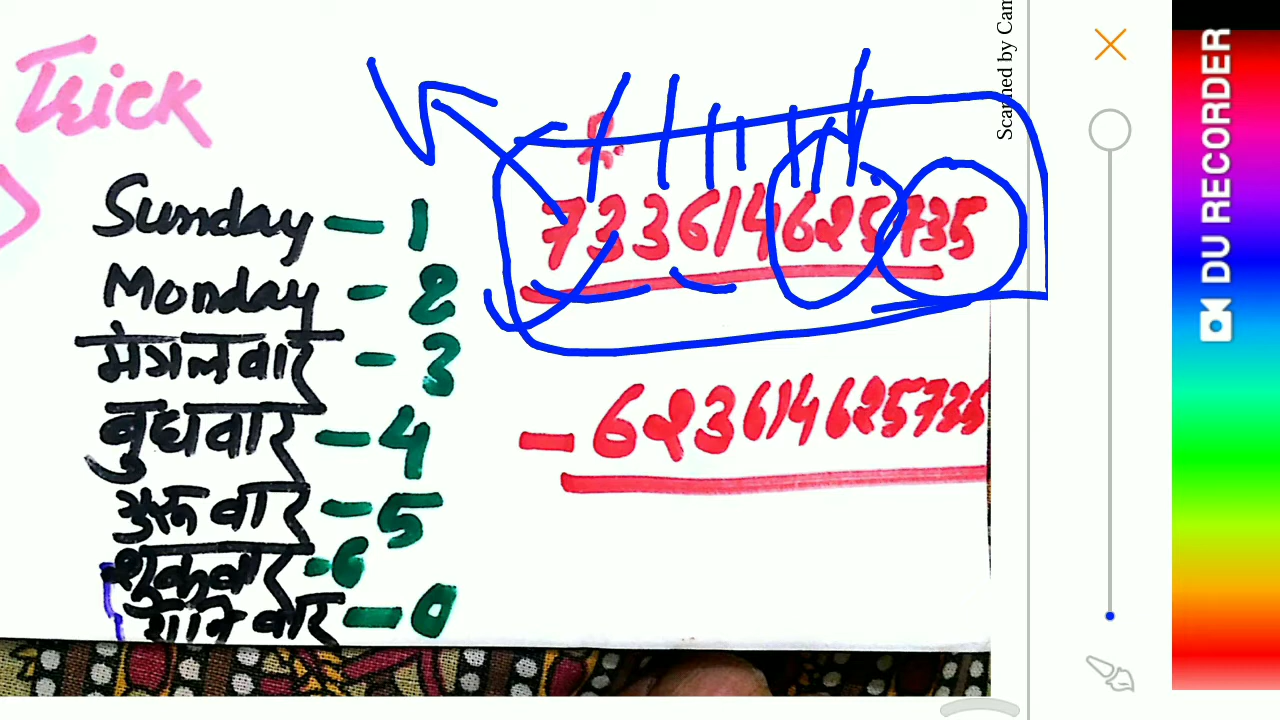 Trick
Sunday - 1
Monday - 2
मंगलवार - 3
बुधवार - 4
गुरूवार - 5
शुक्रवार - 6
शनिवार - 0
733614625735
- 623614625735
Scanned by Cam
DU RECORDER